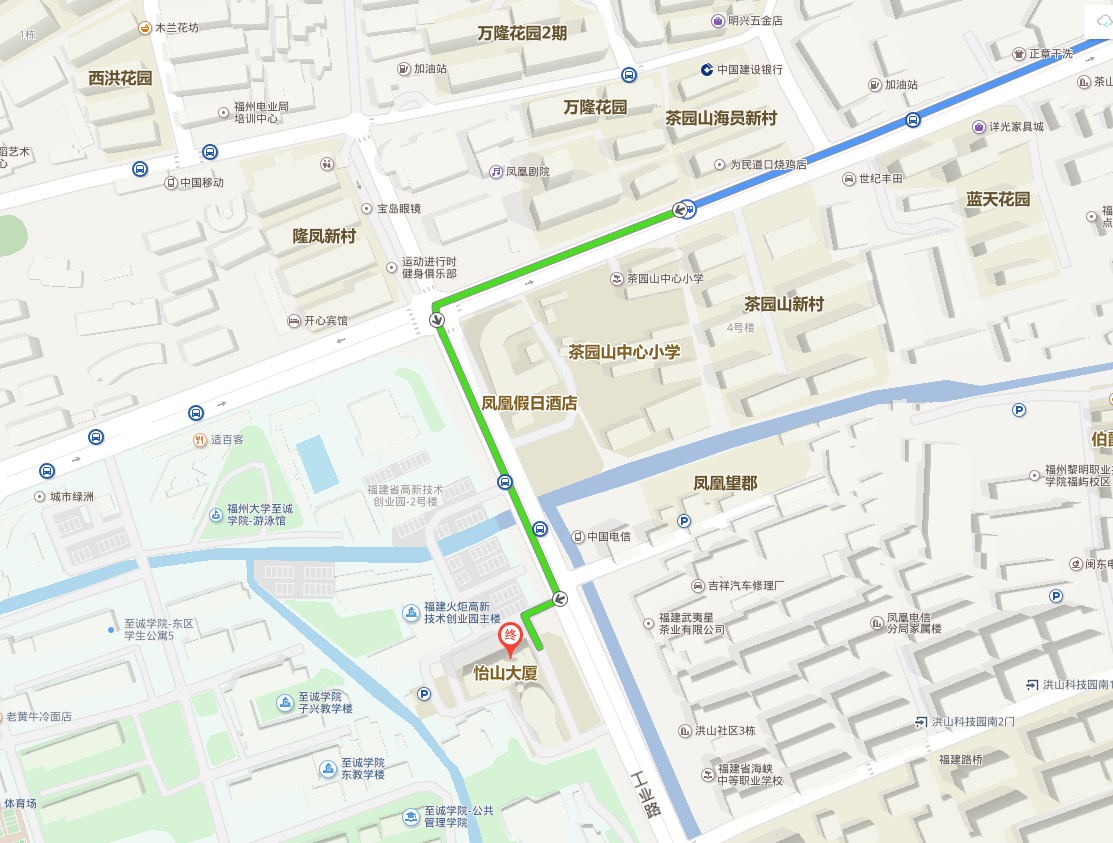 1栋
木兰花坊
万隆花园2期
明兴五金店
正章干洗
西洪花园
加油站
中国建设银行
加油站
茶山
福州电业局
培训中心
万隆花园
茶园山海员新村
详光家具城
蹈艺术
心
中国移动
凤凰剧院
为民道口烧鸡店
世纪丰田
蓝天花园
福
点
宝岛眼镜
隆凤新村
运动进行时
健身俱乐部
茶园山中心小学
茶园山新村
4号楼
开心宾馆
茶园山中心小学
凤凰假日酒店
P
适百客
伯爵
城市绿洲
福建省高新技术
创业园-2号楼
凤凰望郡
福州黎明职业技
学院福屿校区
福州大学至诚
学院-游泳馆
P
中国电信
闽东电
吉祥汽车修理厂
P
福建火炬高新
技术创业园主楼
至诚学院-东区
学生公寓5
福建武夷星
茶业有限公司
凤凰电信
分局家属楼
终
怡山大厦
P
洪山科技园南1
至诚学院
子兴教学楼
老黄牛冷面店
洪山社区3栋
洪山科技园南2门
福建路桥
至诚学院
东教学楼
福建省海峡
中等职业学校
工业路
体育场
至诚学院-公共
管理学院